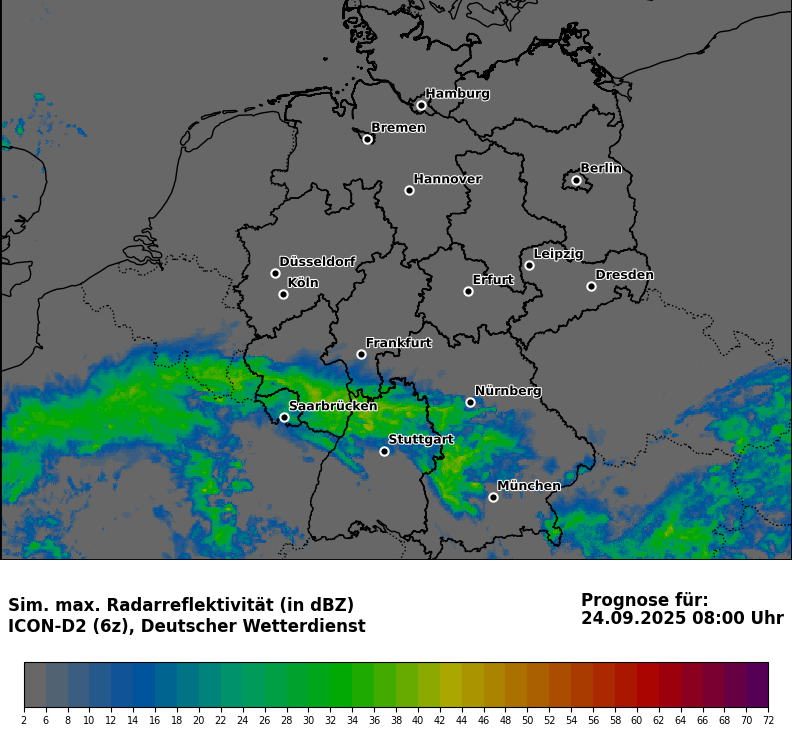 Hamburg
Bremen
Berlin
Hannover
Leipzig
Düsseldorf
Dresden
Köln
Erfurt
Frankfurt
Nürnberg
Saarbrücken
Stuttgart
München
Sim. max. Radarreflektivität (in dBZ)
ICON-D2 (6z), Deutscher Wetterdienst
Prognose für:
24.09.2025 08:00 Uhr
2 6 8 10 12 14 16 18 20 22 24 26 28 30 32 34 36 38 40 42 44 46 48 50 52 54 56 58 60 62 64 66 68 70 72